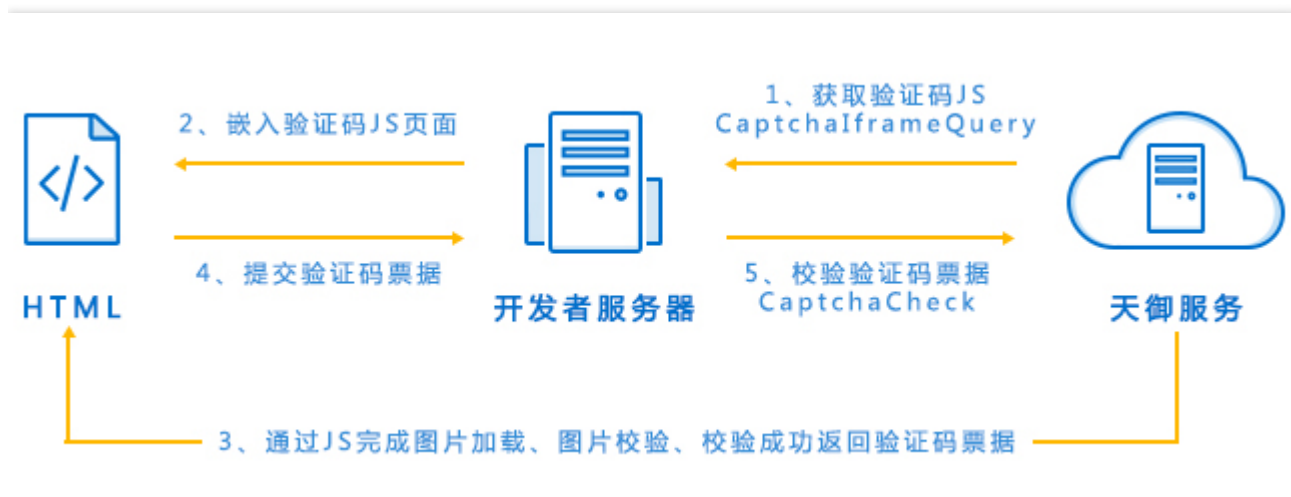 1、获取验证码JS
CaptchaIframeQuery
2、嵌入验证码JS页面
</>
4、提交验证码票据
5、校验验证码票据
CaptchaCheck
HTML
开发者服务器
天御服务
3、通过JS完成图片加载、图片校验、校验成功返回验证码票据